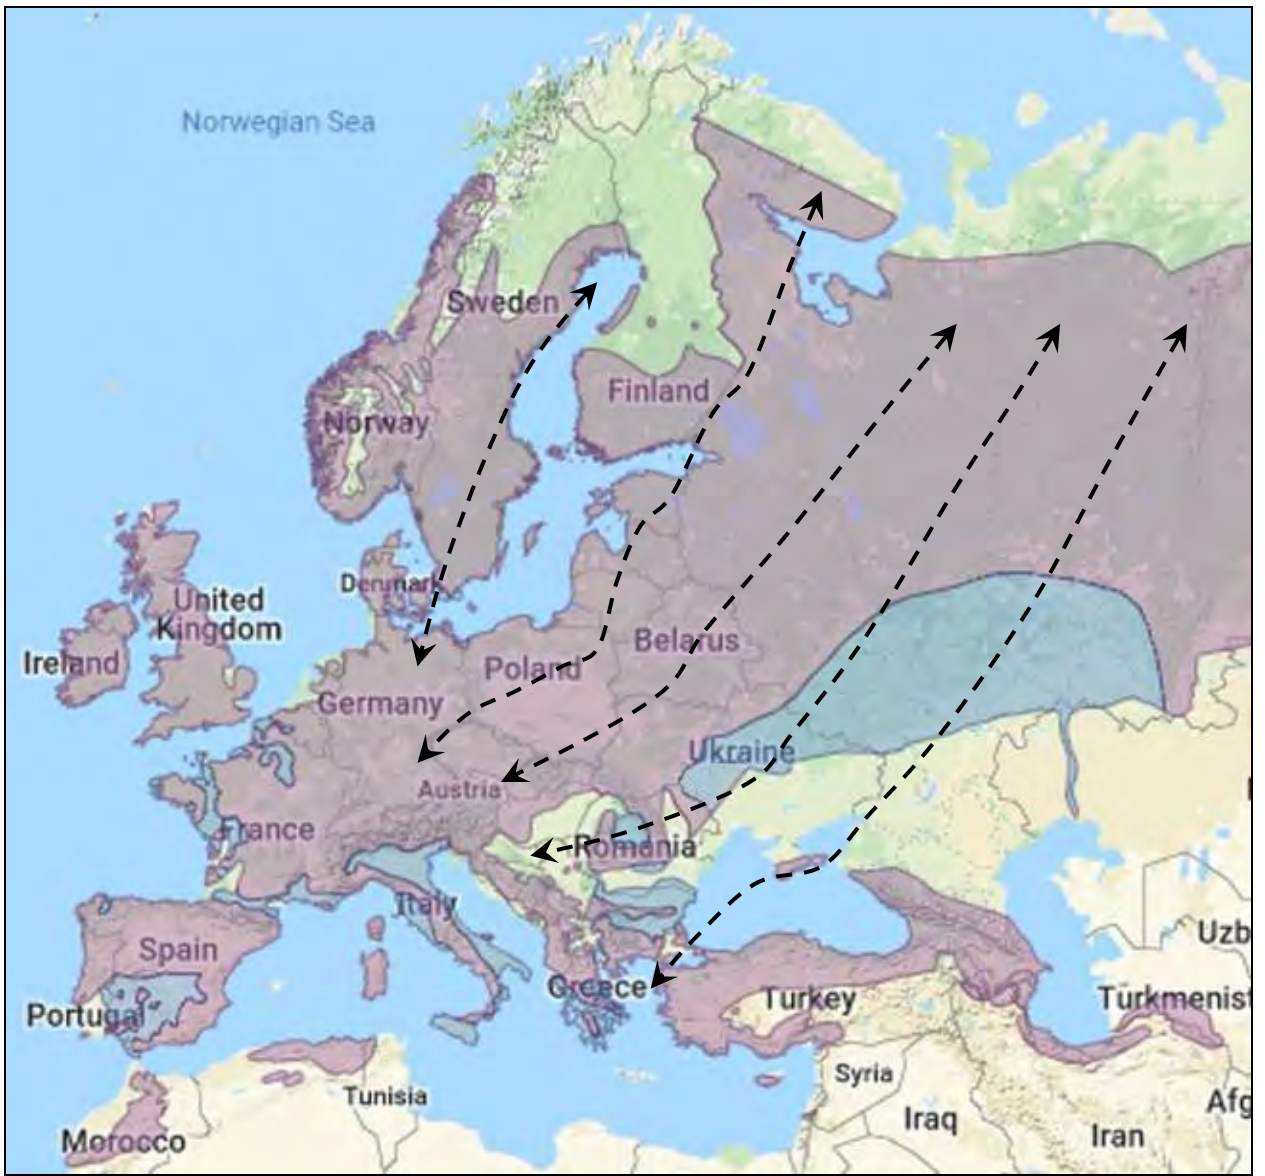 Norwegian Sea
Sweden
Finland
Norway
Denmark
United
Kingdom
Ireland
Belarus
Poland
Germany
Ukraine
Austria
France
Romania
Italy
Spain
Greece
Uzb
Portugal
Turkey
Turkmenist
Syria
Tunisia
Afg
Iraq
Iran
Morocco